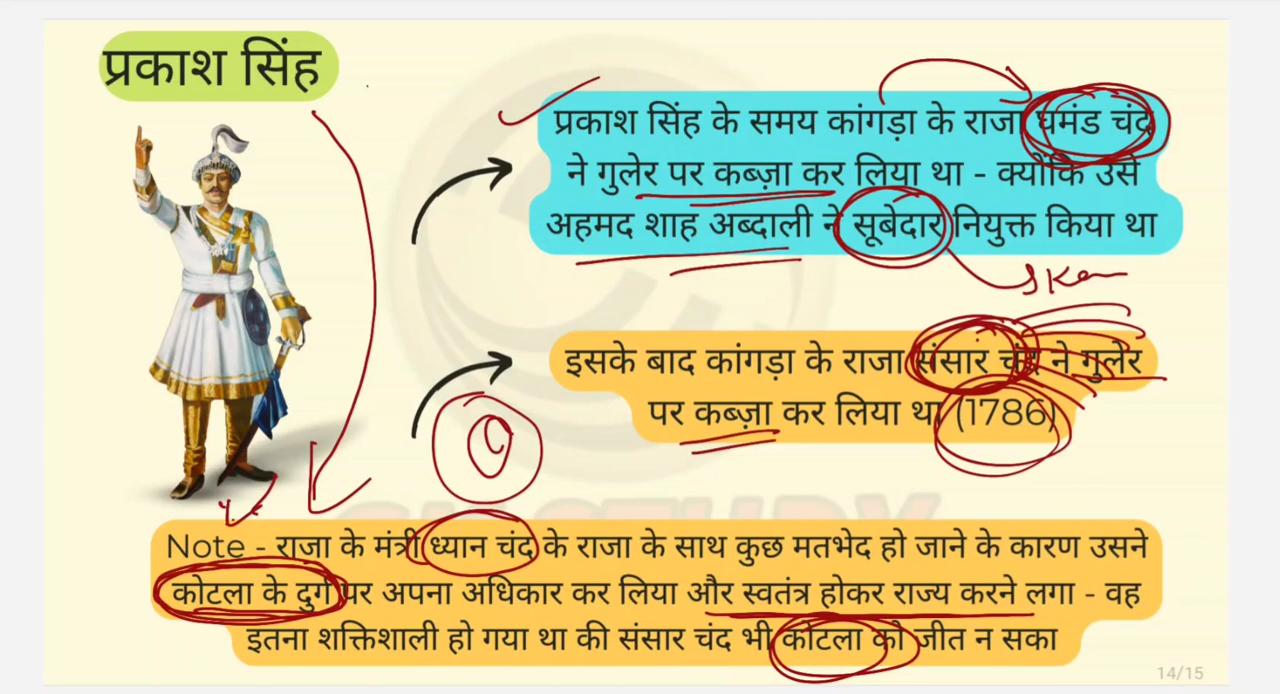 प्रकाश सिंह
प्रकाश सिंह के समय कांगड़ा के राजा घमंड चंद
ने गुलेर पर कब्ज़ा कर लिया था - क्योंकि उसे
अहमद शाह अब्दाली ने सूबेदार नियुक्त किया था
इसके बाद कांगड़ा के राजा संसार चंद ने गुलेर
पर कब्ज़ा कर लिया था (1786)
Note - राजा के मंत्री ध्यान चंद के राजा के साथ कुछ मतभेद हो जाने के कारण उसने
कोटला के दुर्ग पर अपना अधिकार कर लिया और स्वतंत्र होकर राज्य करने लगा - वह
इतना शक्तिशाली हो गया था की संसार चंद भी कोटला को जीत न सका
14/15